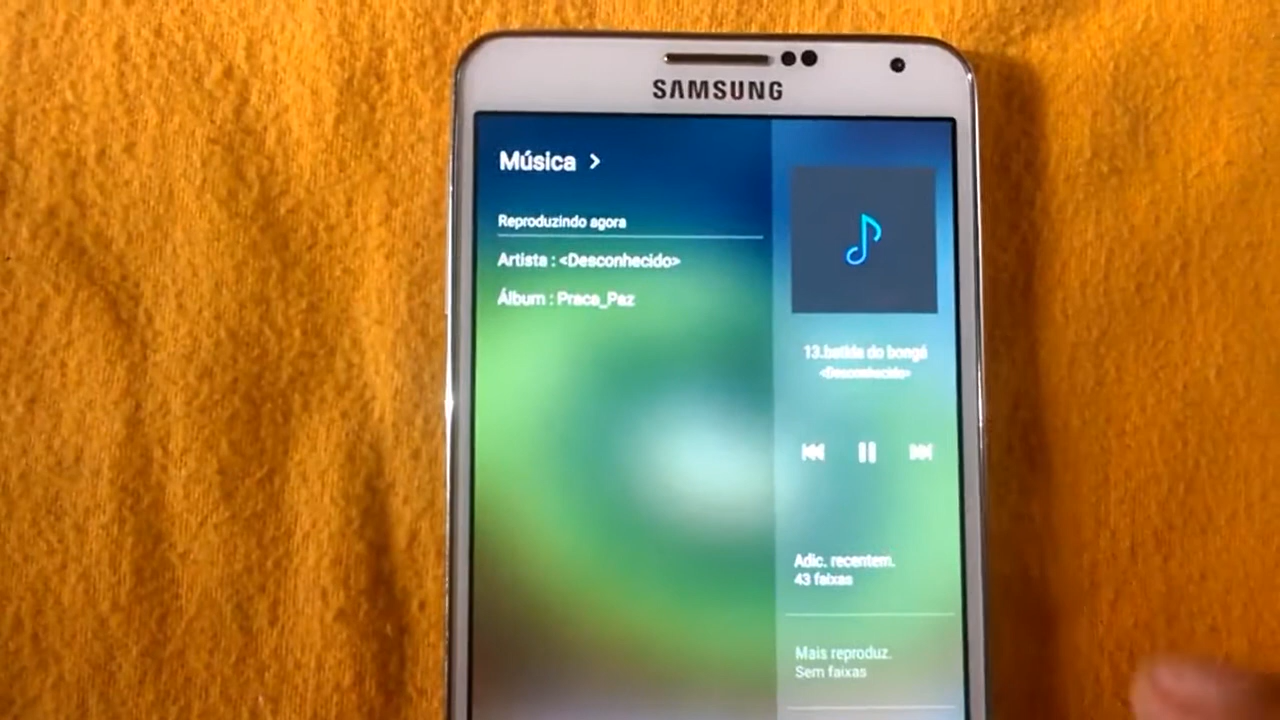 SAMSUNG
Música
Reproduzindo agora
Artista : <Desconhecido>
Álbum : Praca_Paz
13.batida do bongô
<Desconhecido>
Adic. recentem.
43 faixas
Mais reproduz.
Sem faixas